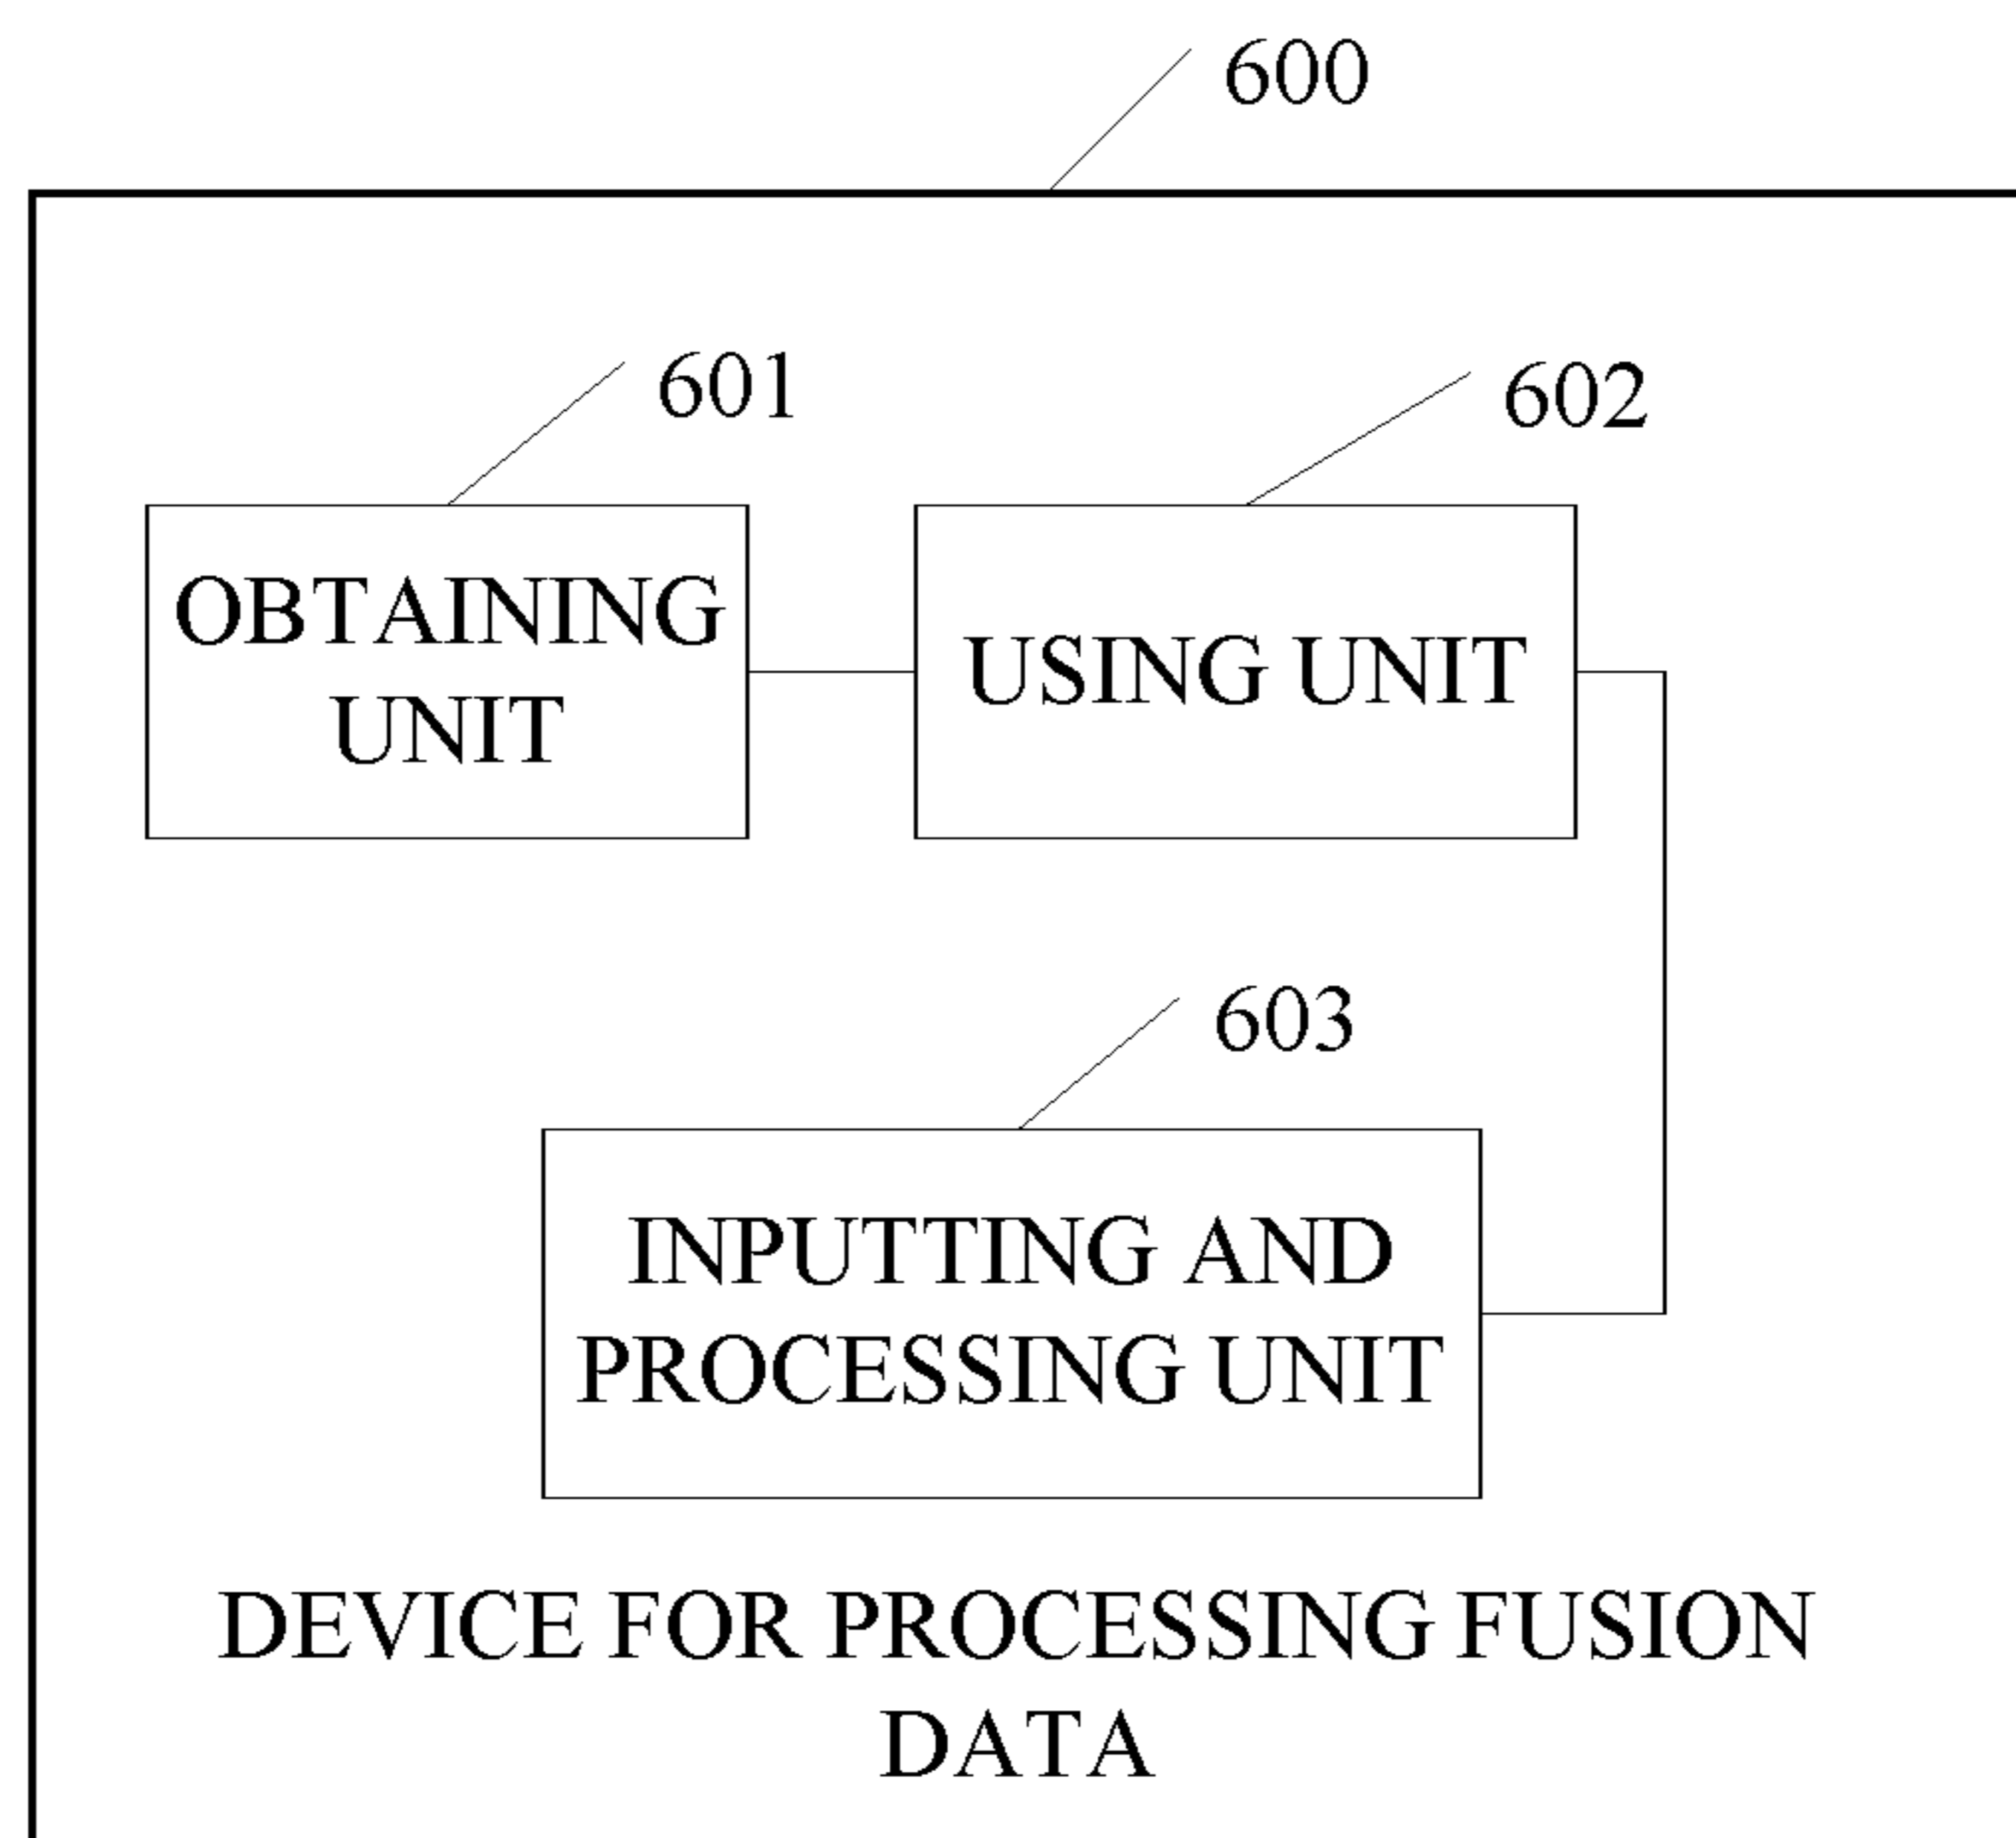 600
601
602
OBTAINING
UNIT
USING UNIT
603
INPUTTING AND
PROCESSING UNIT
DEVICE FOR PROCESSING FUSION
DATA